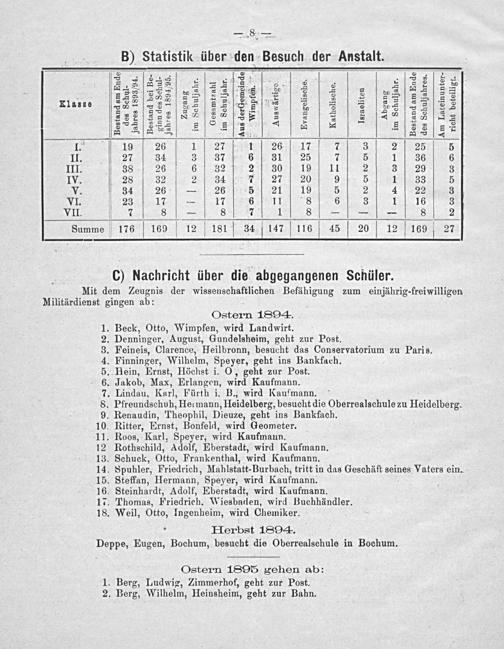 — 8 —
B) Statistik über den Besuch der Anstalt.
Klasse | Bestand am Ende des Schuljahres 1893/94. | Bestand bei Beginn des Schuljahres 1894/95. | Zugang im Schuljahr. | Gesamtzahl im Schuljahr. | Aus der Gemeinde Wimpfen. | Auswärtige. | Evangelische. | Katholische. | Israeliten | Abgang im Schuljahr. | Bestand am Ende des Schuljahres. | Am Lateinunterricht beteiligt.
I. 19 26 1 27 1 26 17 7 3 2 25 5
II. 27 34 3 37 6 31 25 7 5 1 36 6
III. 38 26 6 32 2 30 19 11 2 3 29 3
IV. 28 32 2 34 7 27 20 9 5 1 33 5
V. 34 26 — 26 5 21 19 5 2 4 22 3
VI. 23 17 — 17 6 11 8 6 3 1 16 3
VII. 7 8 — 8 7 1 8 — — — 8 2
Summe 176 169 12 181 34 147 116 45 20 12 169 27
C) Nachricht über die abgegangenen Schüler.
Mit dem Zeugnis der wissenschaftlichen Befähigung zum einjährig-freiwilligen
Militärdienst gingen ab:
Ostern 1894.
1. Beck, Otto, Wimpfen, wird Landwirt.
2. Denninger, August, Gundelsheim, geht zur Post.
3. Feineis, Clarence, Heilbronn, besucht das Conservatorium zu Paris.
4. Finninger, Wilhelm, Speyer, geht ins Bankfach.
5. Hein, Ernst, Höchst i. O, geht zur Post.
6. Jakob, Max, Erlangen, wird Kaufmann.
7. Lindau, Karl, Fürth i. B., wird Kaufmann.
8. Pfreundschuh, Hermann, Heidelberg, besucht die Oberrealschule zu Heidelberg.
9. Renaudin, Theophil, Dieuze, geht ins Bankfach.
10. Ritter, Ernst, Bonfeld, wird Geometer.
11. Roos, Karl, Speyer, wird Kaufmann.
12 Rothschild, Adolf, Eberstadt, wird Kaufmann.
13. Schuck, Otto, Frankenthal, wird Kaufmann.
14. Spuhler, Friedrich, Mahlstatt-Burbach, tritt in das Geschäft seines Vaters ein.
15. Steffan, Hermann, Speyer, wird Kaufmann.
16. Steinhardt, Adolf, Eberstadt, wird Kaufmann.
17. Thomas, Friedrich, Wiesbaden, wird Buchhändler.
18. Weil, Otto, Ingenheim, wird Chemiker.
Herbst 1894.
Deppe, Eugen, Bochum, besucht die Oberrealschule in Bochum.
Ostern 1895 gehen ab:
1. Berg, Ludwig, Zimmerhof, geht zur Post.
2. Berg, Wilhelm, Heinsheim, geht zur Bahn.